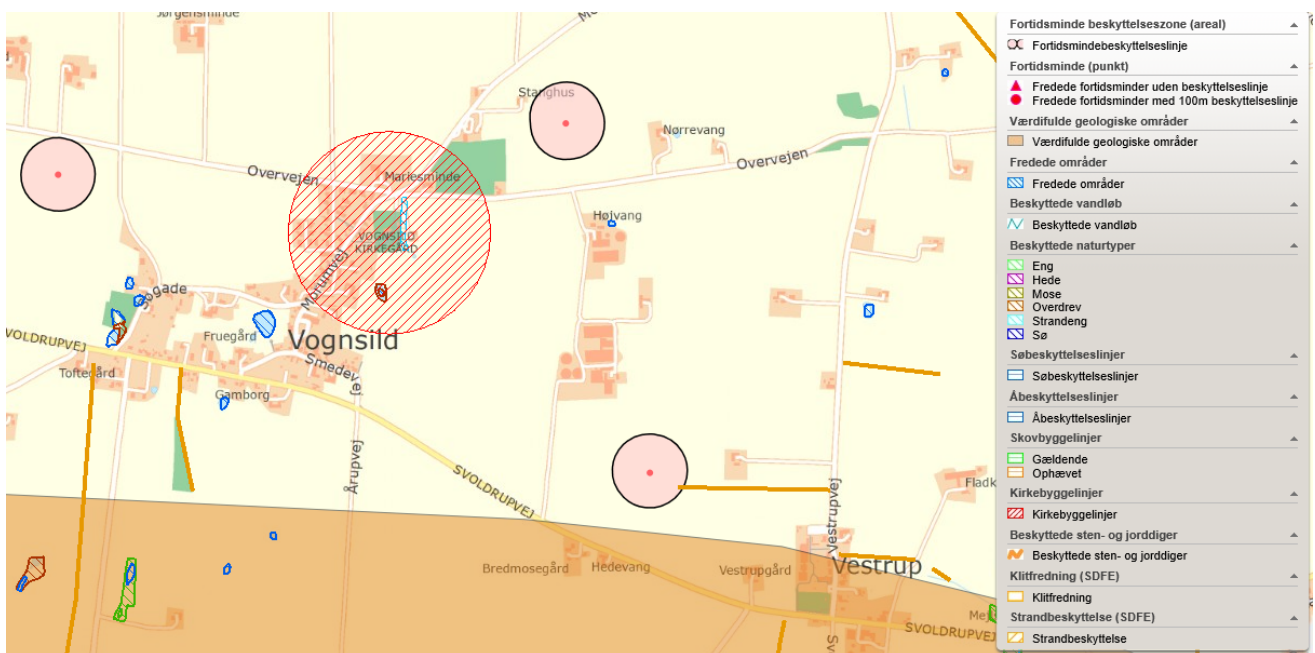 Jørgensminde
Stanghus
Nørrevang
Overvejen
Overvejen
Mariesminde
Højvang
VOGNSILD
KIRKEGÅRD
Morumvej
Søgade
SVOLDRUPVEJ
Fruegård
Vognsild
Smedevej
Toftegård
Gamborg
Årupvej
SVOLDRUPVEJ
Vestrupvej
Fladk
Bredmosegård
Hedevang
Vestrupgård
Vestrup
Mej
SVOLDRUPVEJ
Sv
Fortidsminde beskyttelseszone (areal)
Fortidsmindebeskyttelseslinje
Fortidsminde (punkt)
Fredede fortidsminder uden beskyttelseslinje
Fredede fortidsminder med 100m beskyttelseslinje
Værdifulde geologiske områder
Værdifulde geologiske områder
Fredede områder
Fredede områder
Beskyttede vandløb
Beskyttede vandløb
Beskyttede naturtyper
Eng
Hede
Mose
Overdrev
Strandeng
Sø
Søbeskyttelseslinjer
Søbeskyttelseslinjer
Åbeskyttelseslinjer
Åbeskyttelseslinjer
Skovbyggelinjer
Gældende
Ophævet
Kirkebyggelinjer
Kirkebyggelinjer
Beskyttede sten- og jorddiger
Beskyttede sten- og jorddiger
Klitfredning (SDFE)
Klitfredning
Strandbeskyttelse (SDFE)
Strandbeskyttelse